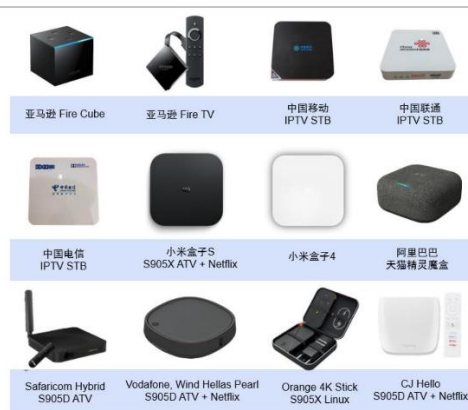 亚马逊 Fire Cube
亚马逊 Fire TV
中国移动
IPTV STB
中国联通
IPTV STB
中国电信
IPTV STB
小米盒子S
S905X ATV + Netflix
小米盒子4
阿里巴巴
天猫精灵魔盒
Safaricom Hybrid
S905D ATV
Vodafone, Wind Hellas Pearl
S905D ATV + Netflix
Orange 4K Stick
S905X Linux
CJ Hello
S905D ATV + Netflix